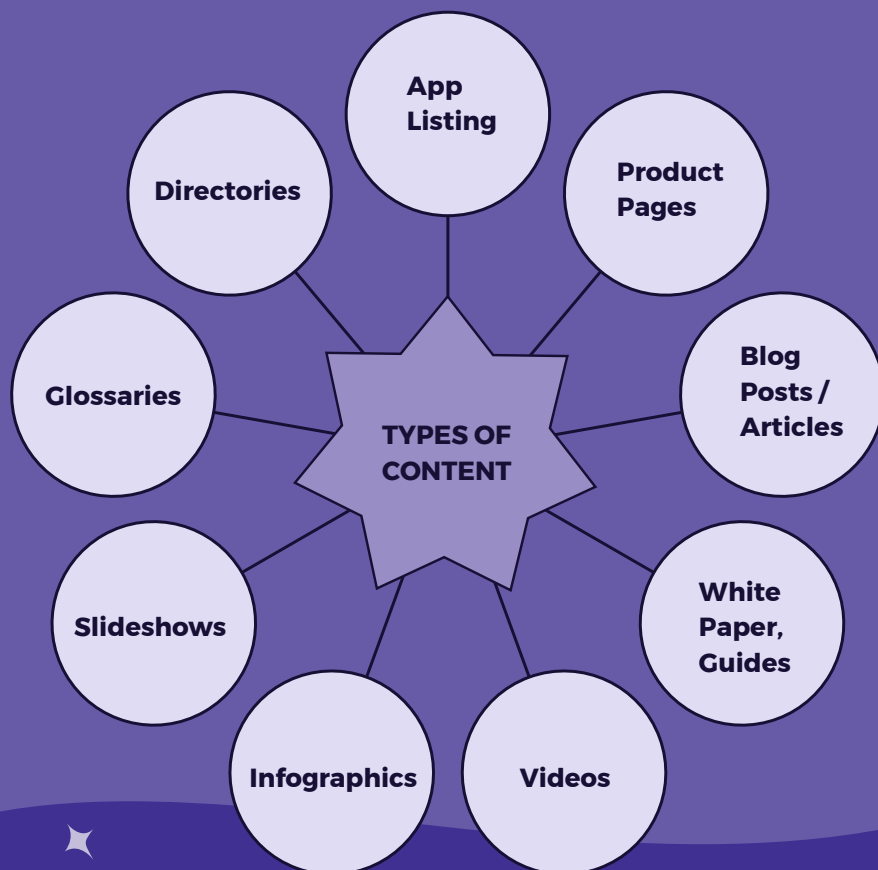 App
Listing
Product
Pages
Directories
Blog
Posts /
Articles
Glossaries
TYPES OF
CONTENT
White
Paper,
Guides
Slideshows
Infographics
Videos